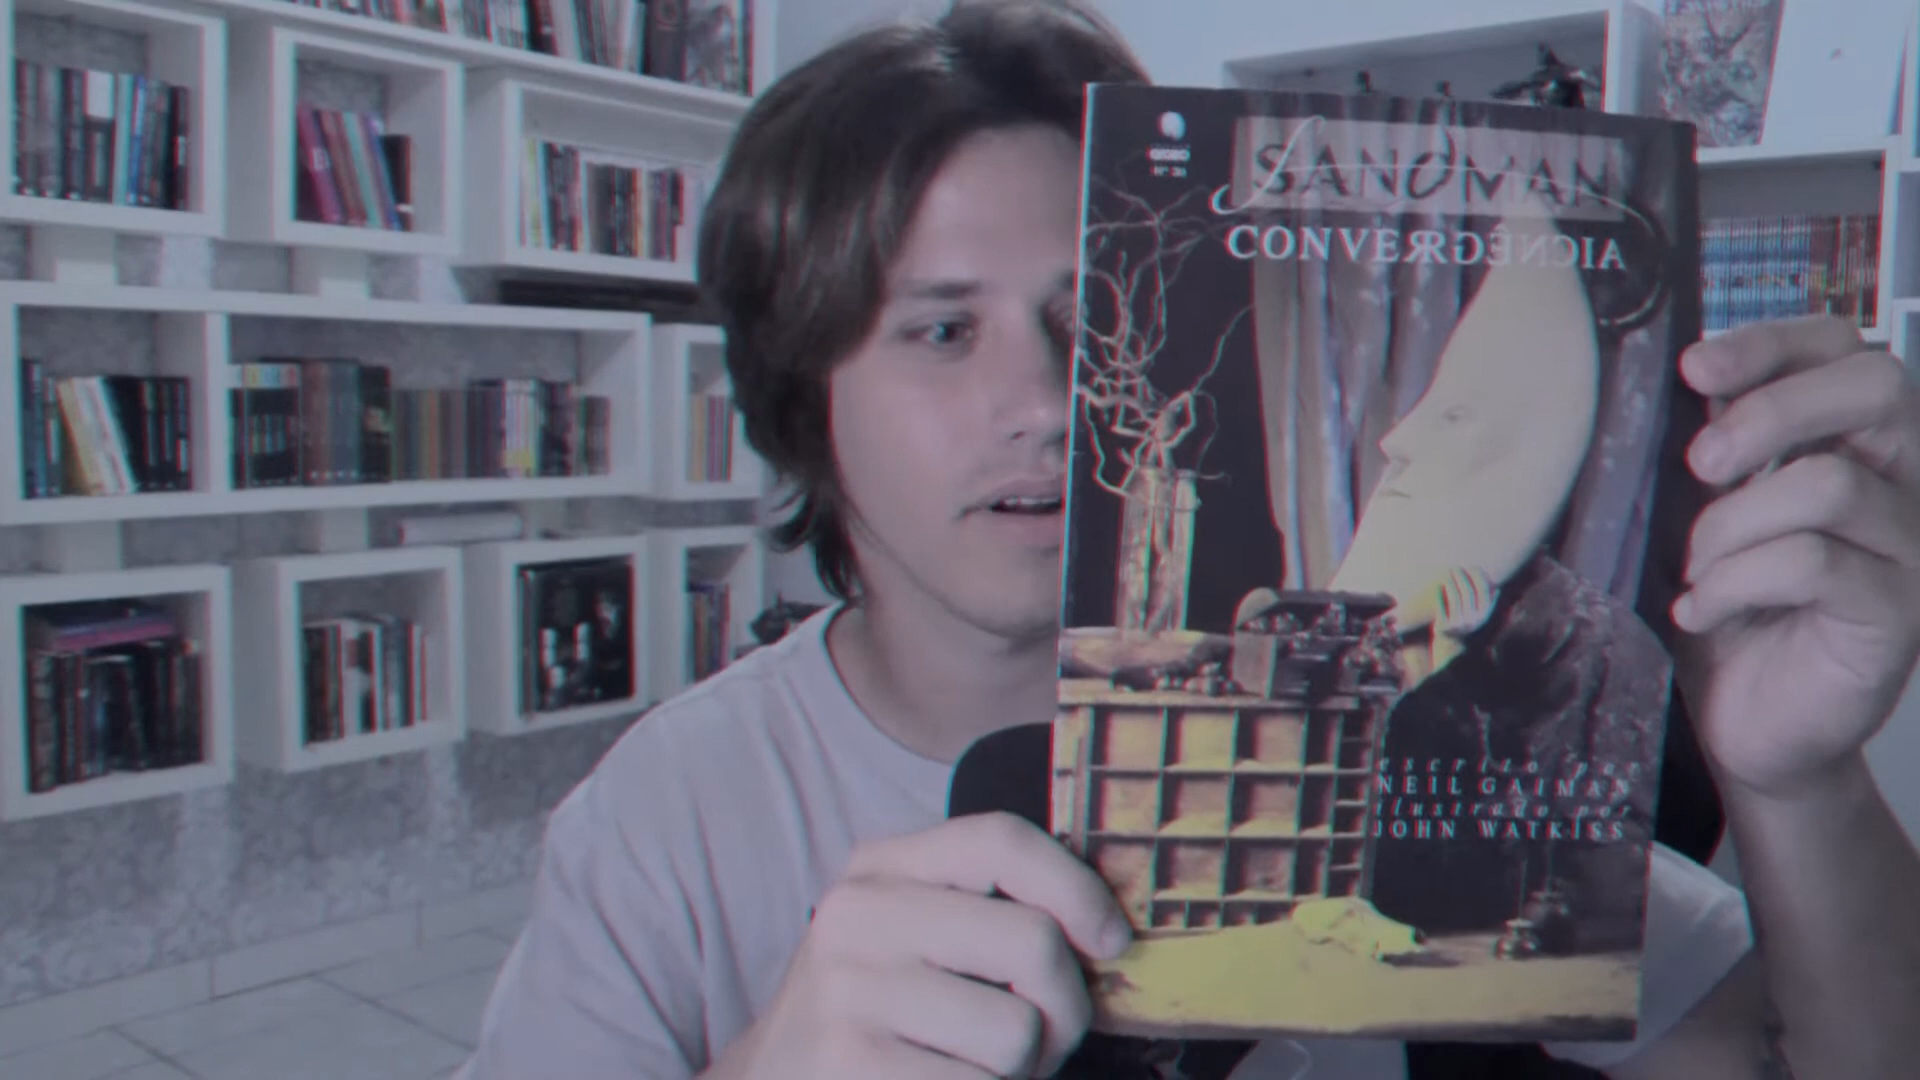 SANDMAN
CONVERGÊNCIA
escrito por
NEIL GAIMAN
ilustrado por
JOHN WATKISS